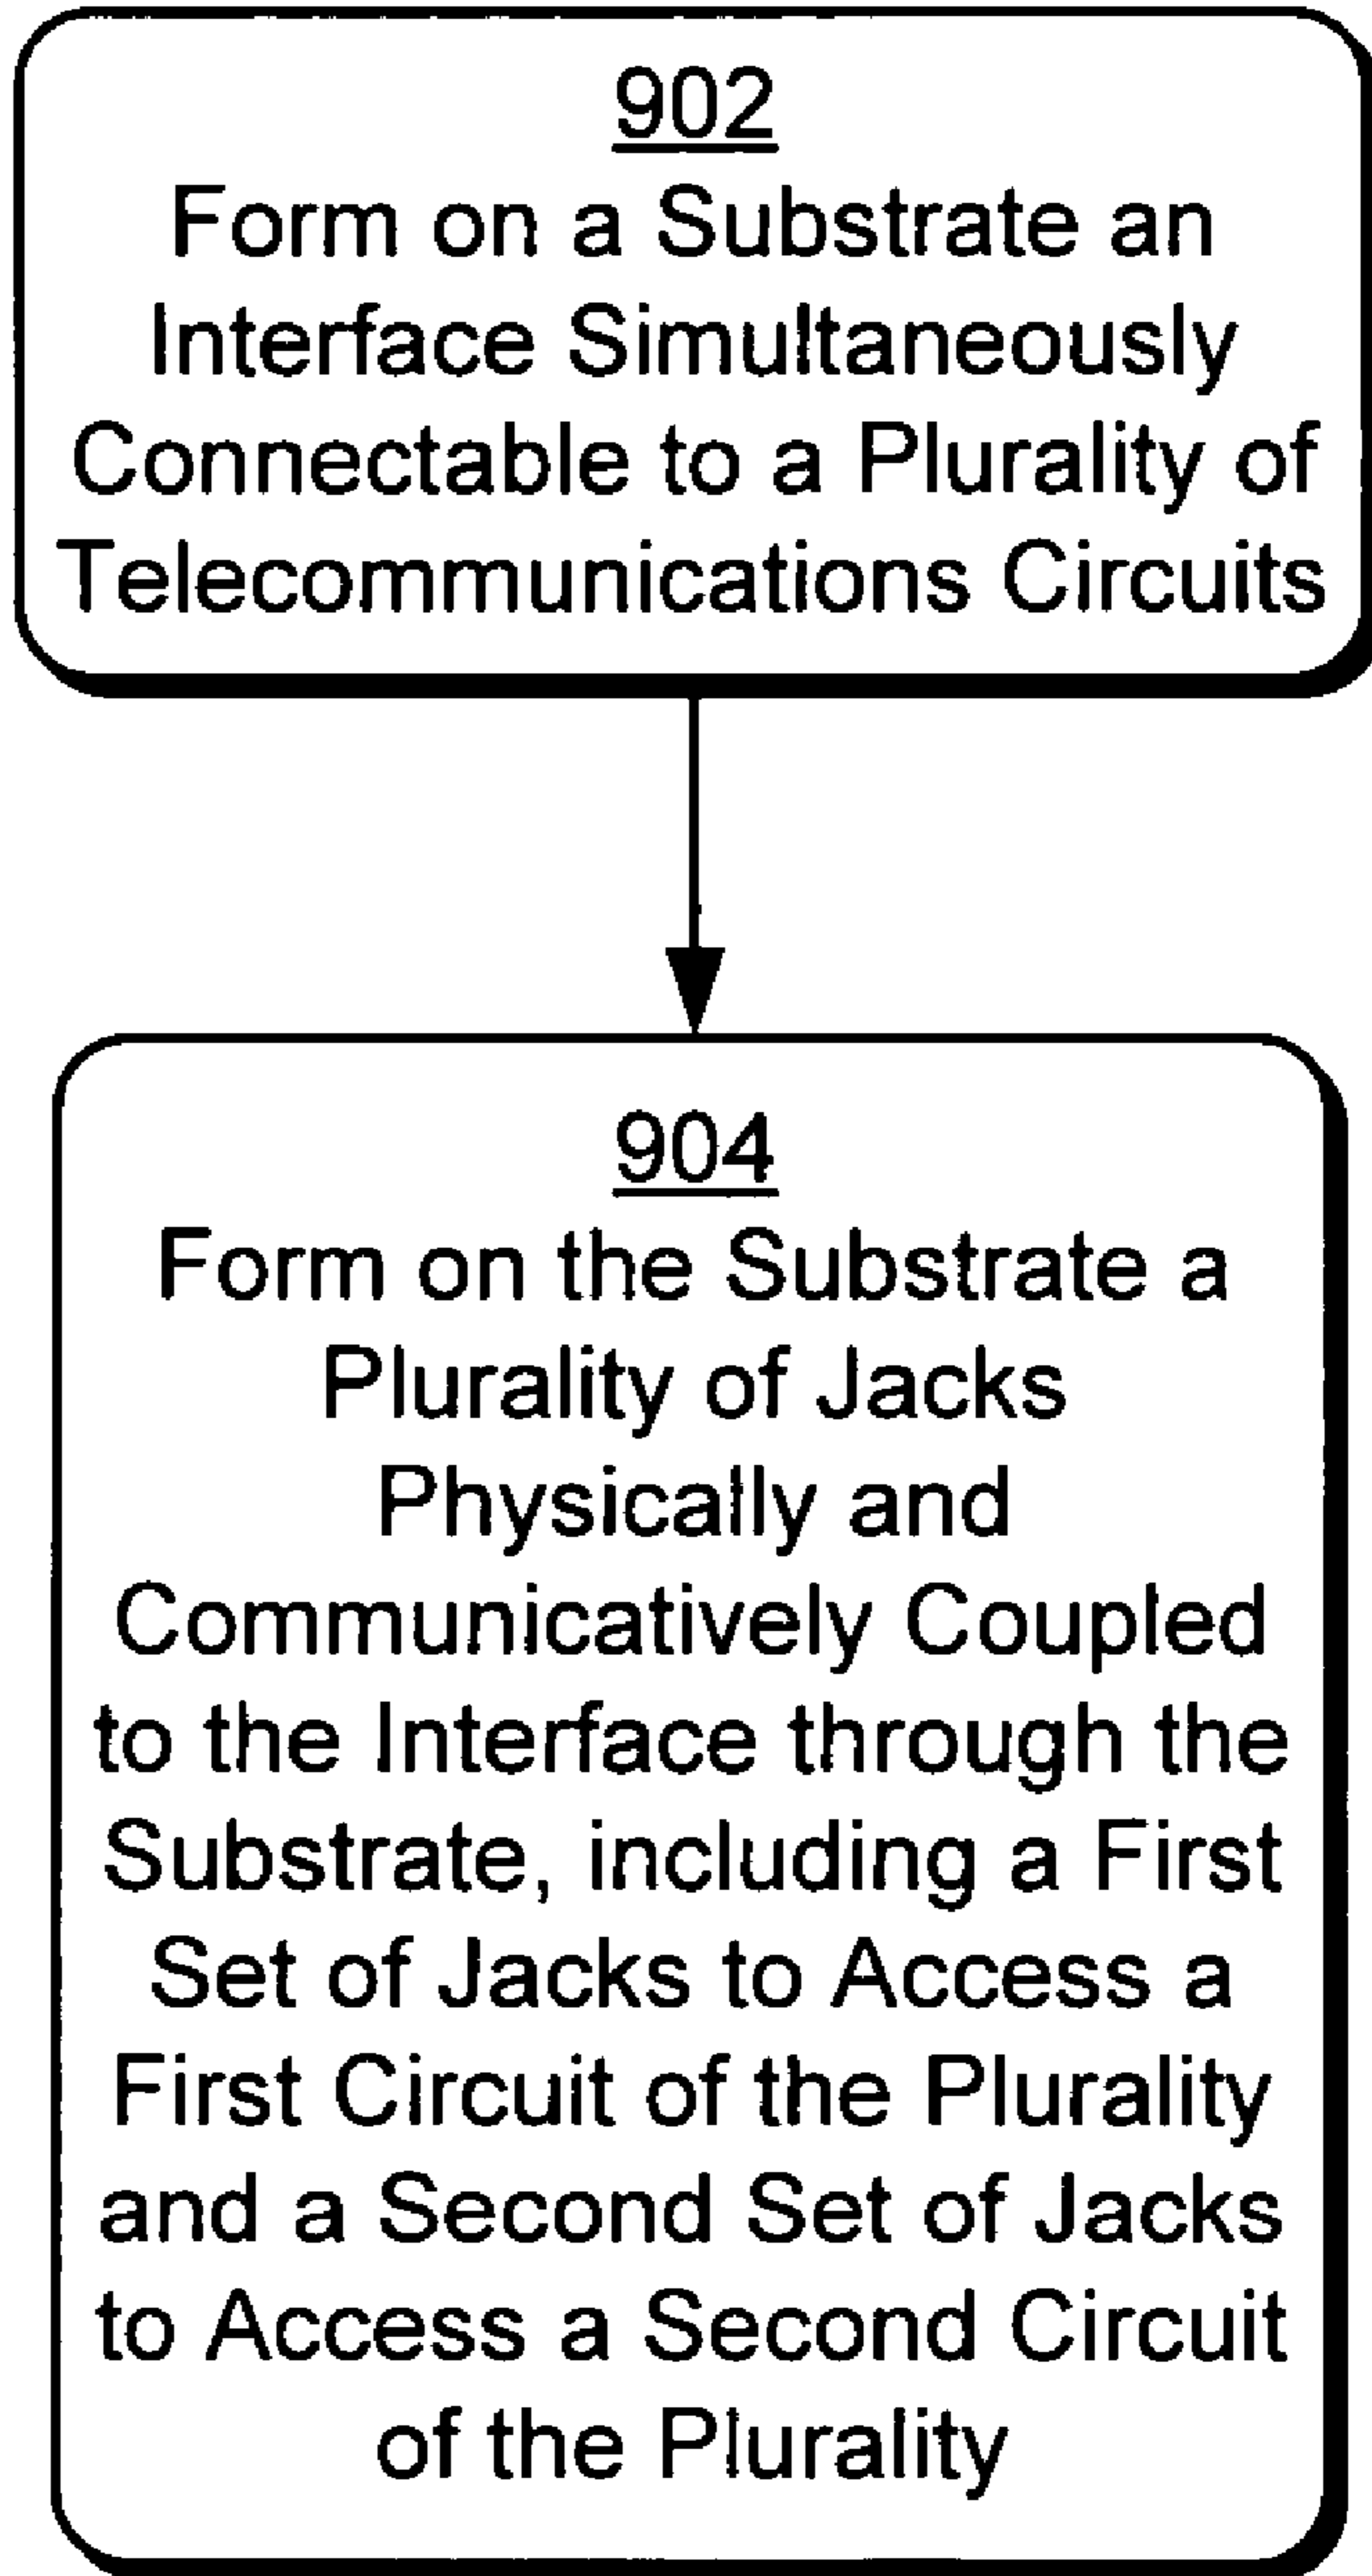 902
Form on a Substrate an
Interface Simultaneously
Connectable to a Plurality of
Telecommunications Circuits
904
Form on the Substrate a
Plurality of Jacks
Physically and
Communicatively Coupled
to the Interface through the
Substrate, including a First
Set of Jacks to Access a
First Circuit of the Plurality
and a Second Set of Jacks
to Access a Second Circuit
of the Plurality